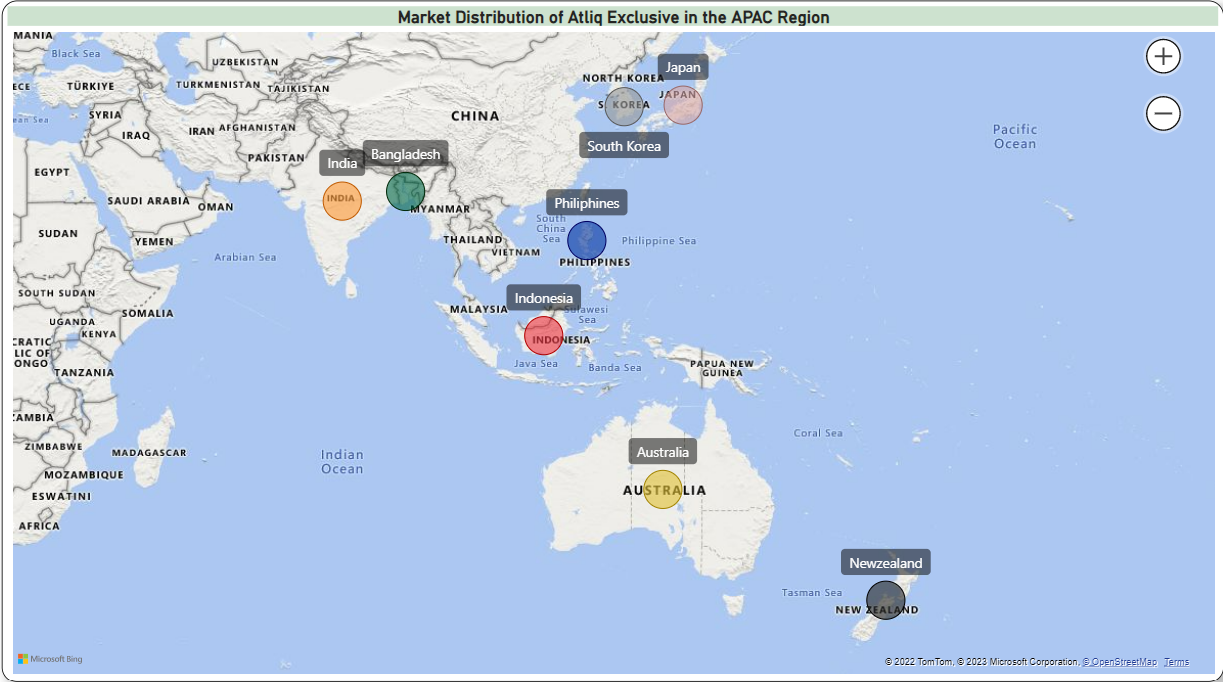 Market Distribution of Atliq Exclusive in the APAC Region
MANIA
Black Sea
UZBEKISTAN
Japan
ECE
TÜRKIYE
TURKMENISTAN
TAJIKISTAN
NORTH KOREA
JAPAN
S KOREA
SYRIA
CHINA
ean Sea
IRAQ
IRAN
AFGHANISTAN
Pacific
Ocean
South Korea
PAKISTAN
India
Bangladesh
EGYPT
SAUDI ARABIA
OMAN
INDIA
MYANMAR
Philiphines
SUDAN
YEMEN
THAILAND
VIETNAM
South
China
Sea
Philippine Sea
Arabian Sea
PHILIPPINES
SOUTH SUDAN
SOMALIA
Indonesia
MALAYSIA
Sulawesi
Sea
UGANDA
KENYA
CRATIC
LIC OF
ONGO
INDONESIA
Java Sea
Banda Sea
TANZANIA
PAPUA NEW
GUINEA
ZAMBIA
ZIMBABWE
MADAGASCAR
Indian
Ocean
Coral Sea
Australia
MOZAMBIQUE
AUSTRALIA
ESWATINI
AFRICA
Newzealand
Tasman Sea
NEW ZEALAND
Microsoft Bing
© 2022 TomTom, © 2023 Microsoft Corporation, © OpenStreetMap Terms